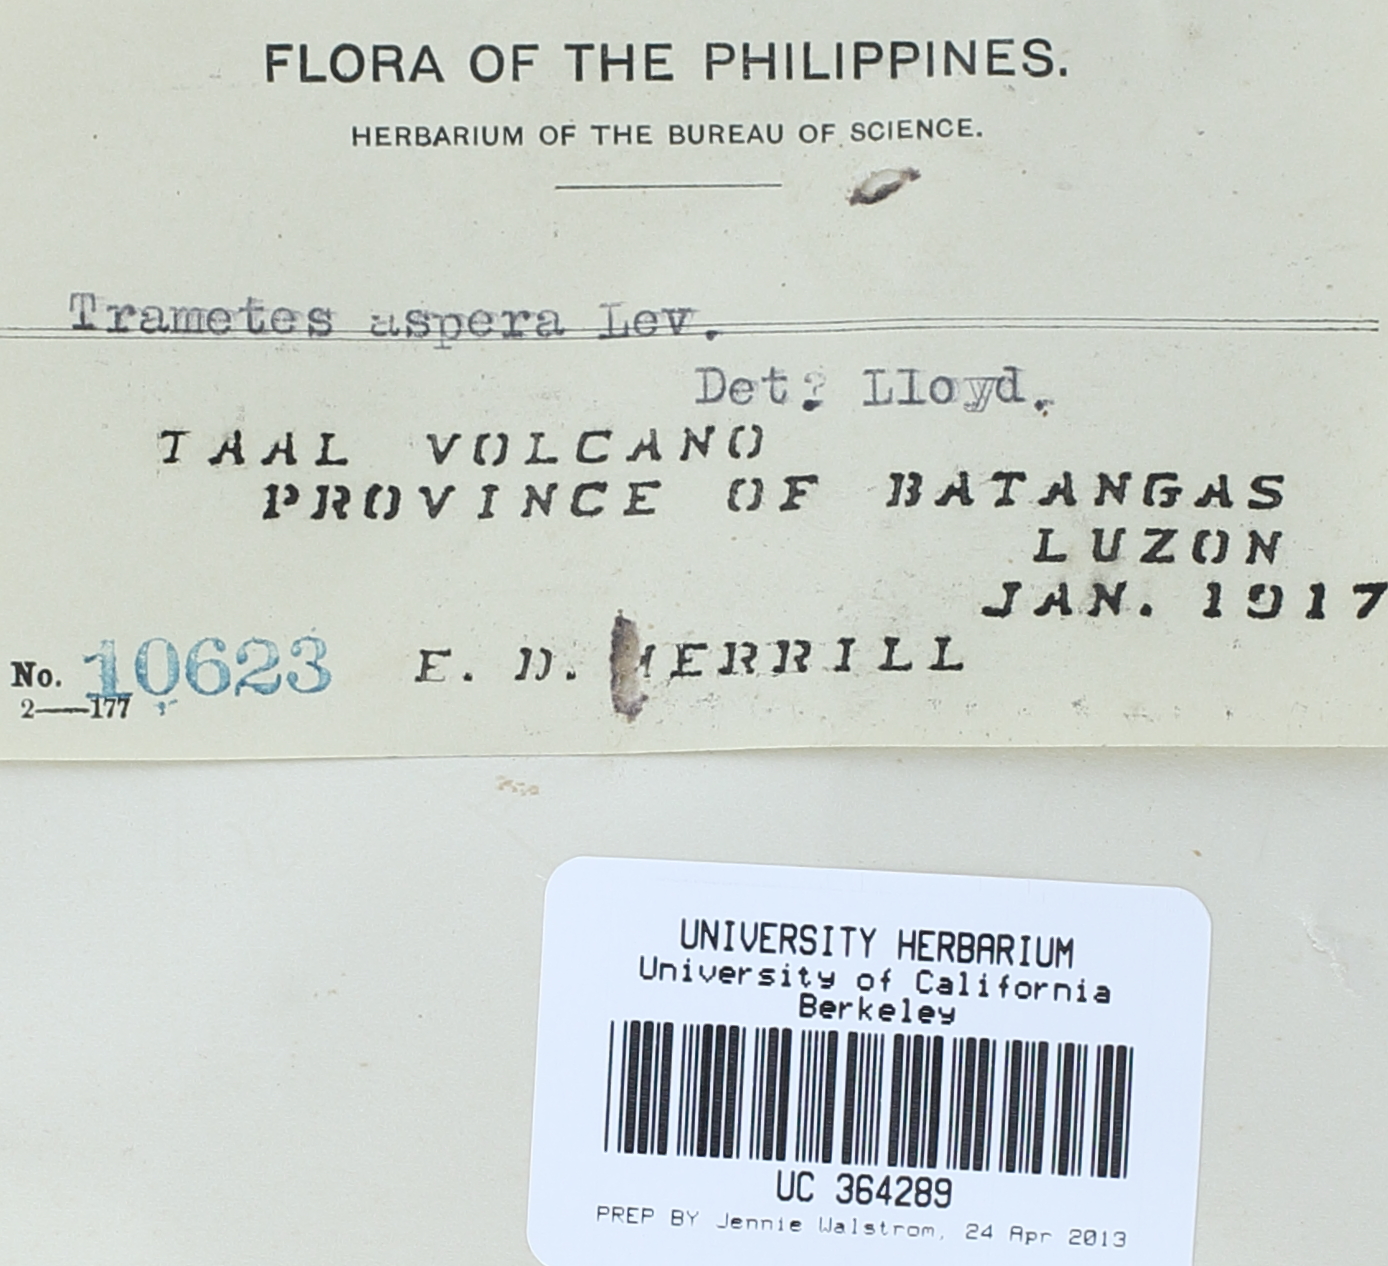 FLORA OF THE PHILIPPINES.
HERBARIUM OF THE BUREAU OF SCIENCE.
Trametes aspera Lev.
Det? Lloyd.
TAAL VOLCANO
PROVINCE OF BATANGAS
LUZON
JAN. 1917
No. 10623 E. D. MERRILL
2—177
UNIVERSITY HERBARIUM
University of California
Berkeley
UC 364289
PREP BY Jennie Walstrom, 24 Apr 2013